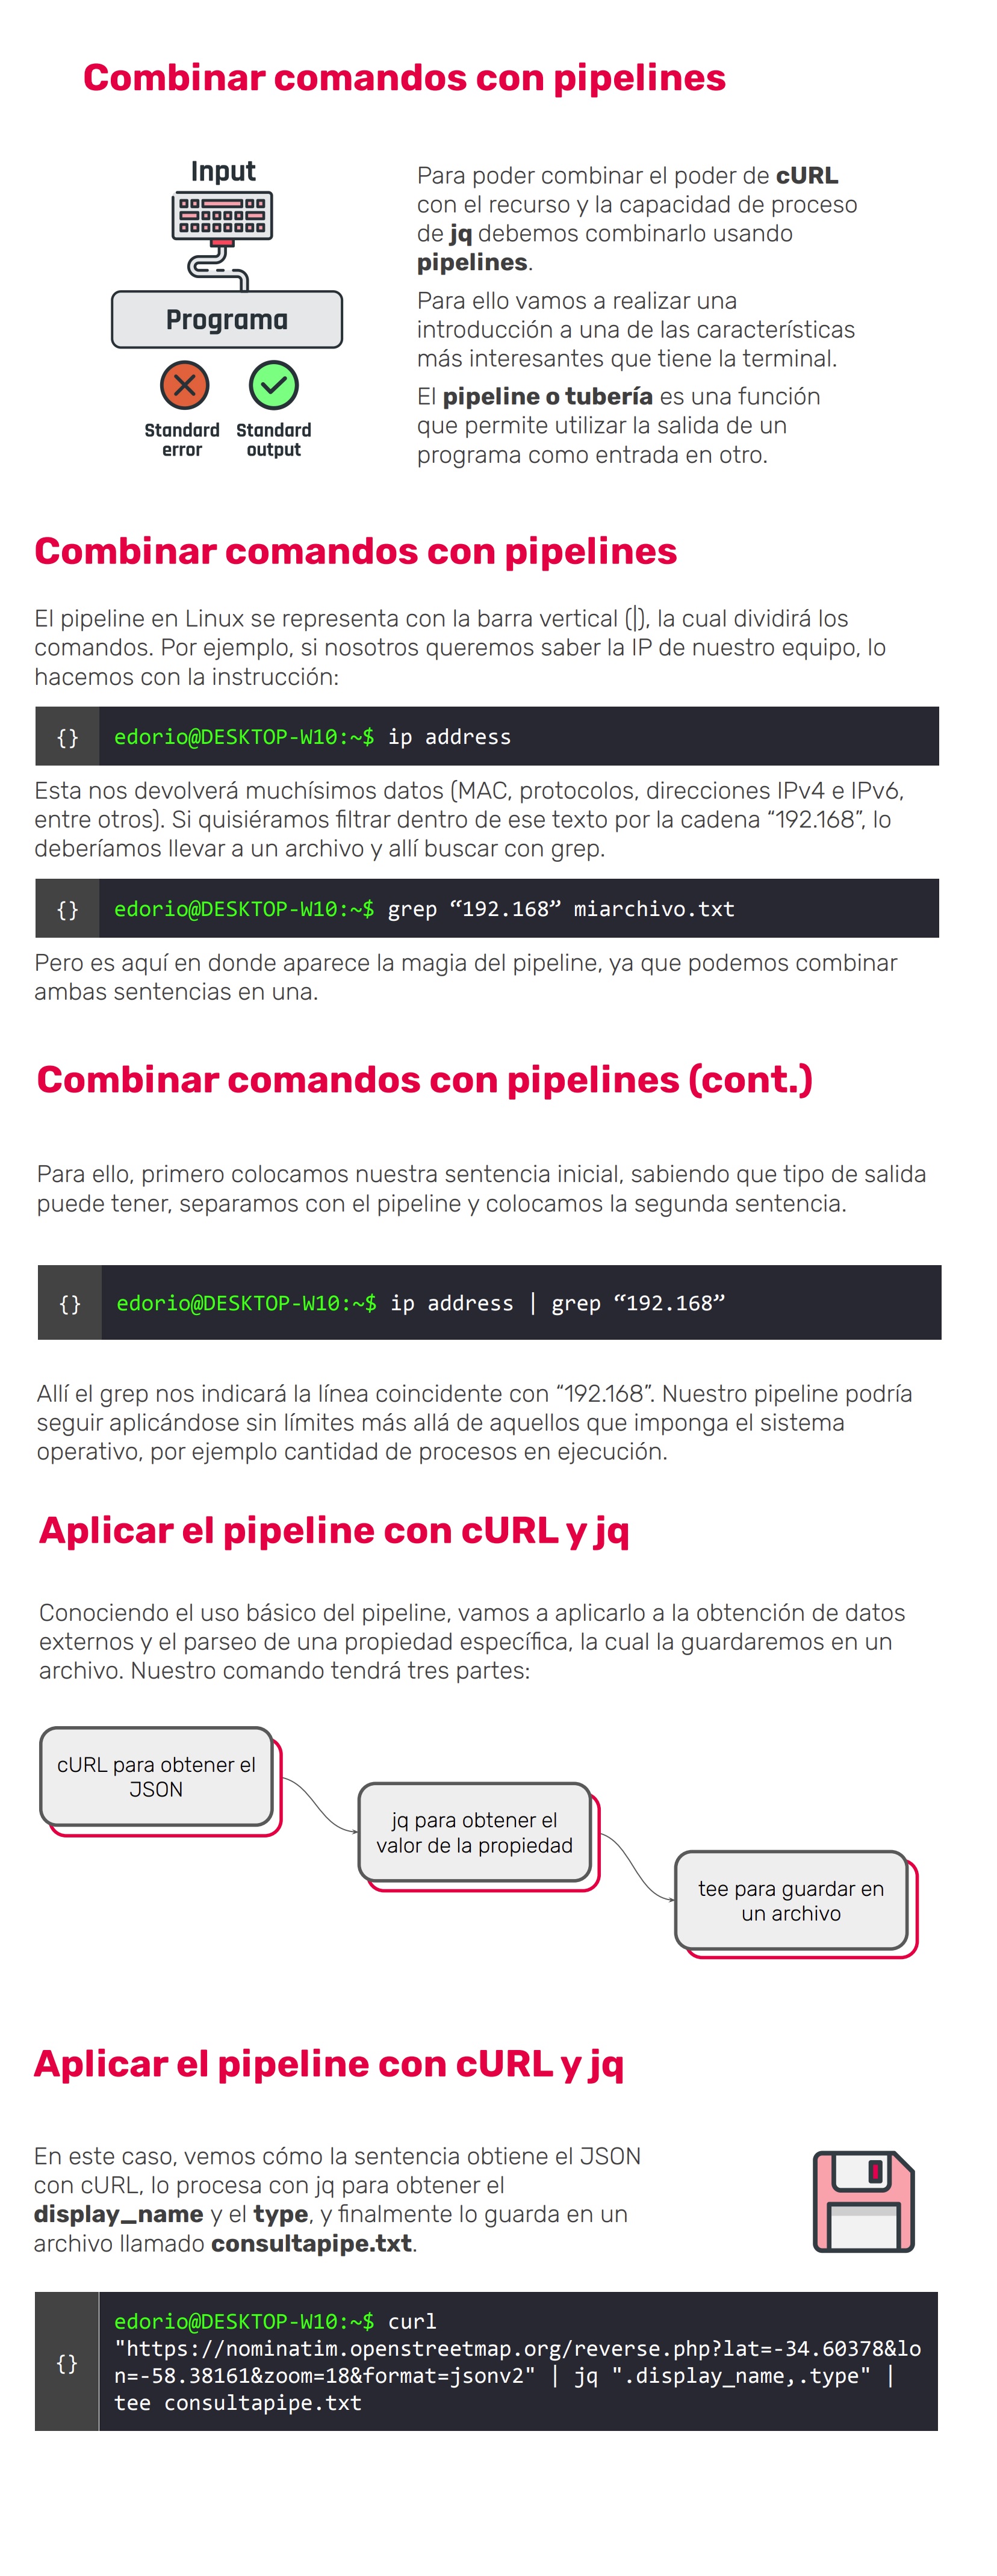 Combinar comandos con pipelines
Input
Programa
Standard error
Standard output
Para poder combinar el poder de cURL
con el recurso y la capacidad de proceso
de jq debemos combinarlo usando
pipelines.
Para ello vamos a realizar una
introducción a una de las características
más interesantes que tiene la terminal.
El pipeline o tubería es una función
que permite utilizar la salida de un
programa como entrada en otro.
Combinar comandos con pipelines
El pipeline en Linux se representa con la barra vertical (|), la cual dividirá los
comandos. Por ejemplo, si nosotros queremos saber la IP de nuestro equipo, lo
hacemos con la instrucción:
{} edorio@DESKTOP-W10:~$ ip address
Esta nos devolverá muchísimos datos (MAC, protocolos, direcciones IPv4 e IPv6,
entre otros). Si quisiéramos filtrar dentro de ese texto por la cadena “192.168”, lo
deberíamos llevar a un archivo y allí buscar con grep.
{} edorio@DESKTOP-W10:~$ grep “192.168” miarchivo.txt
Pero es aquí en donde aparece la magia del pipeline, ya que podemos combinar
ambas sentencias en una.
Combinar comandos con pipelines (cont.)
Para ello, primero colocamos nuestra sentencia inicial, sabiendo que tipo de salida
puede tener, separamos con el pipeline y colocamos la segunda sentencia.
{} edorio@DESKTOP-W10:~$ ip address | grep “192.168”
Allí el grep nos indicará la línea coincidente con “192.168”. Nuestro pipeline podría
seguir aplicándose sin límites más allá de aquellos que imponga el sistema
operativo, por ejemplo cantidad de procesos en ejecución.
Aplicar el pipeline con cURL y jq
Conociendo el uso básico del pipeline, vamos a aplicarlo a la obtención de datos
externos y el parseo de una propiedad específica, la cual la guardaremos en un
archivo. Nuestro comando tendrá tres partes:
cURL para obtener el
JSON
jq para obtener el
valor de la propiedad
tee para guardar en
un archivo
Aplicar el pipeline con cURL y jq
En este caso, vemos cómo la sentencia obtiene el JSON
con cURL, lo procesa con jq para obtener el
display_name y el type, y finalmente lo guarda en un
archivo llamado consultapipe.txt.
{} edorio@DESKTOP-W10:~$ curl
"https://nominatim.openstreetmap.org/reverse.php?lat=-34.60378&lo
n=-58.38161&zoom=18&format=jsonv2" | jq ".display_name,.type" |
tee consultapipe.txt